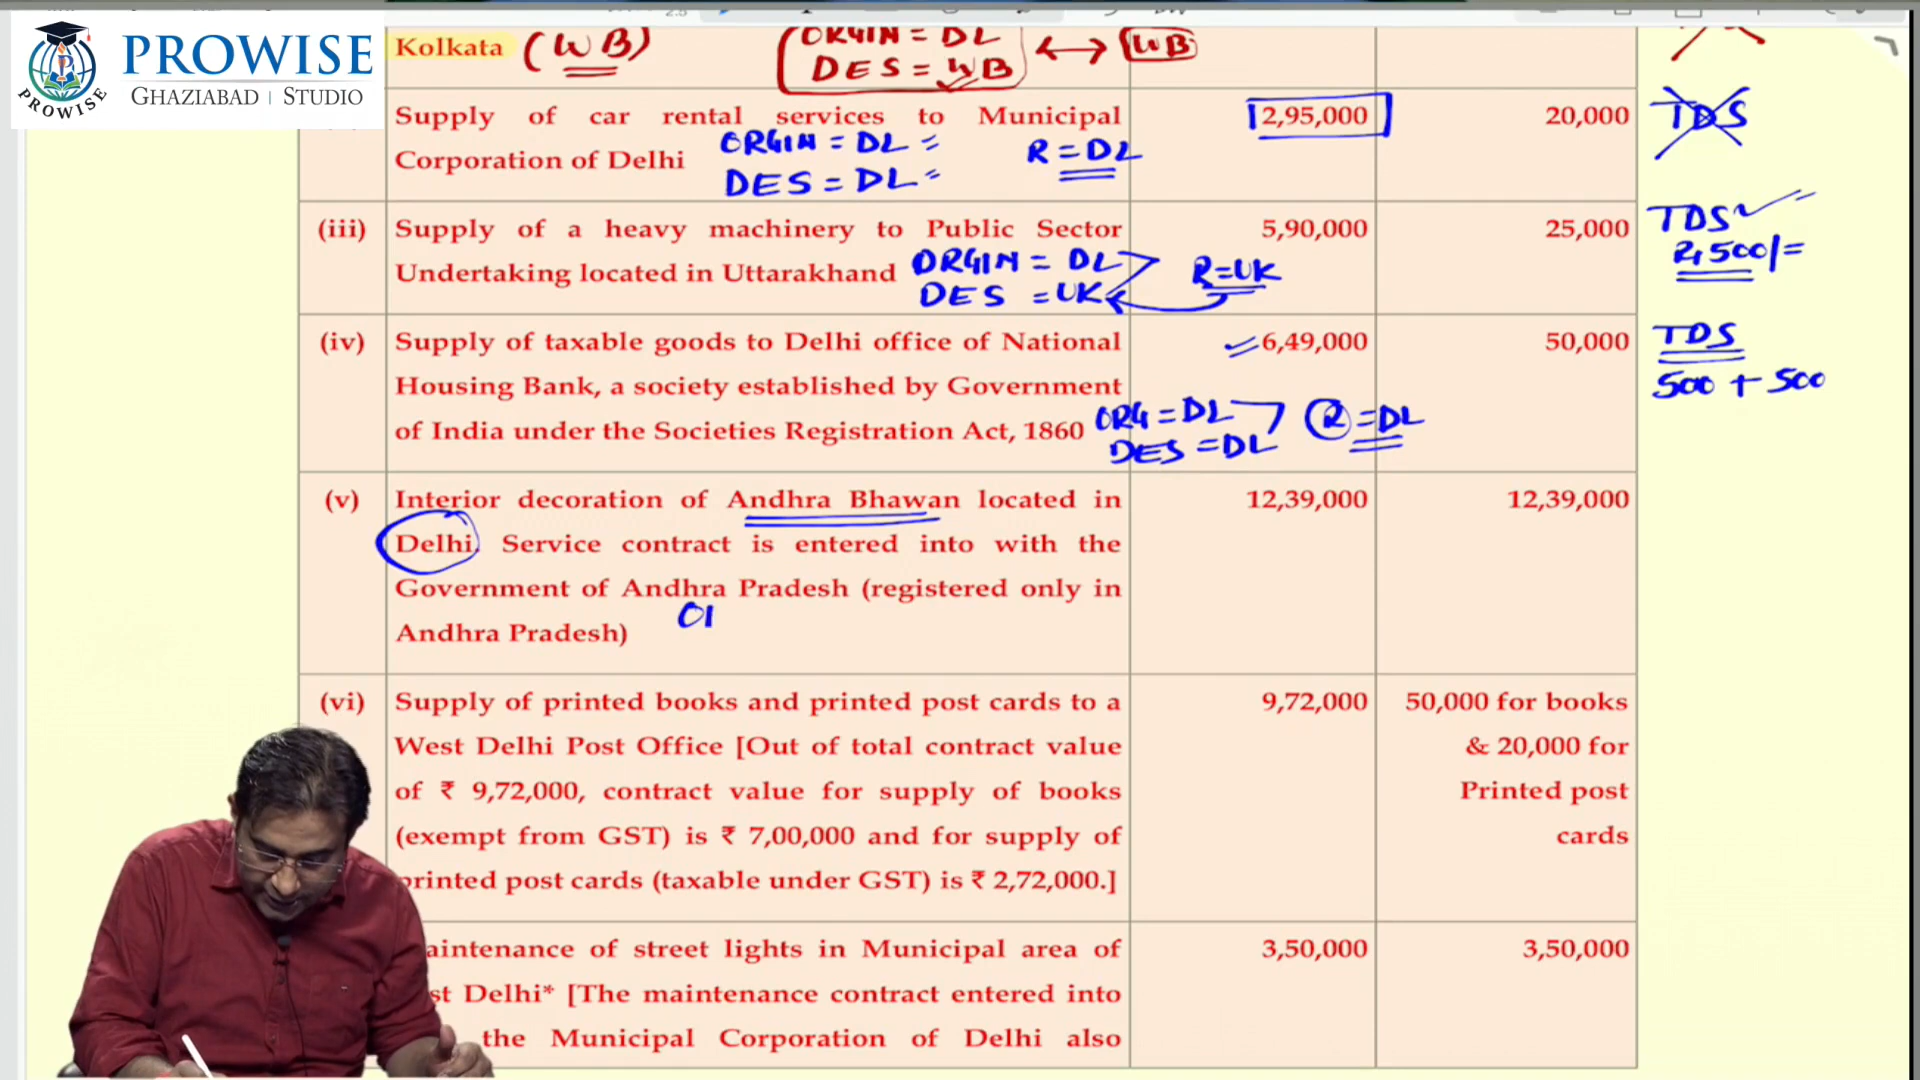 PROWISE
GHAZIABAD | STUDIO
PROWISE
Kolkata (WB)
ORGIN = DL
DES = WB
WB
Supply of car rental services to Municipal
Corporation of Delhi
ORGIN = DL
DES = DL
R = DL
2,95,000
20,000
TDS
(iii)
Supply of a heavy machinery to Public Sector
Undertaking located in Uttarakhand
ORGIN = DL
DES = UK
R=UK
5,90,000
25,000
TDS
2,500/=
(iv)
Supply of taxable goods to Delhi office of National
Housing Bank, a society established by Government
of India under the Societies Registration Act, 1860
ORG = DL
DES = DL
R = DL
6,49,000
50,000
TDS
500 + 500
(v)
Interior decoration of Andhra Bhawan located in
Delhi. Service contract is entered into with the
Government of Andhra Pradesh (registered only in
Andhra Pradesh)
12,39,000
12,39,000
(vi)
Supply of printed books and printed post cards to a
West Delhi Post Office [Out of total contract value
of ₹ 9,72,000, contract value for supply of books
(exempt from GST) is ₹ 7,00,000 and for supply of
printed post cards (taxable under GST) is ₹ 2,72,000.]
9,72,000
50,000 for books
& 20,000 for
Printed post
cards
aintenance of street lights in Municipal area of
st Delhi* [The maintenance contract entered into
the Municipal Corporation of Delhi also
3,50,000
3,50,000